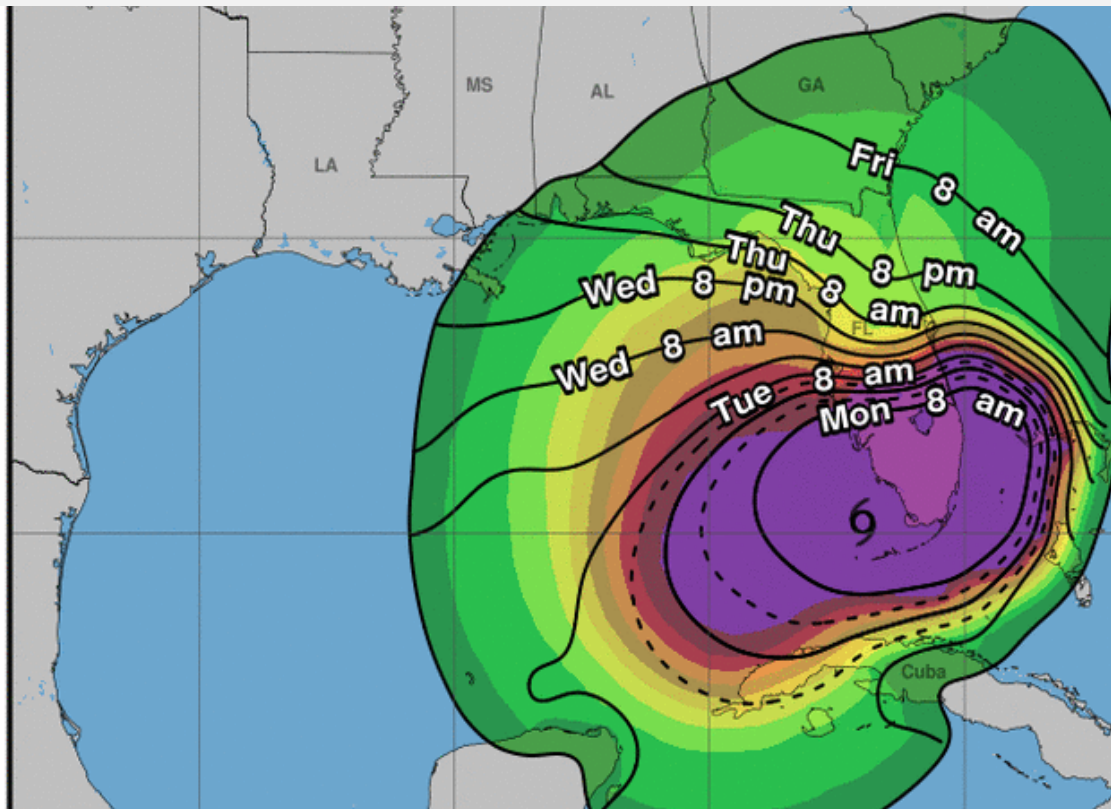 MS
AL
GA
LA
Fri 8 am
Thu 8 pm
Thu 8 am
Wed 8 pm
FL
Wed 8 am
Tue 8 am
Mon 8 am
Cuba